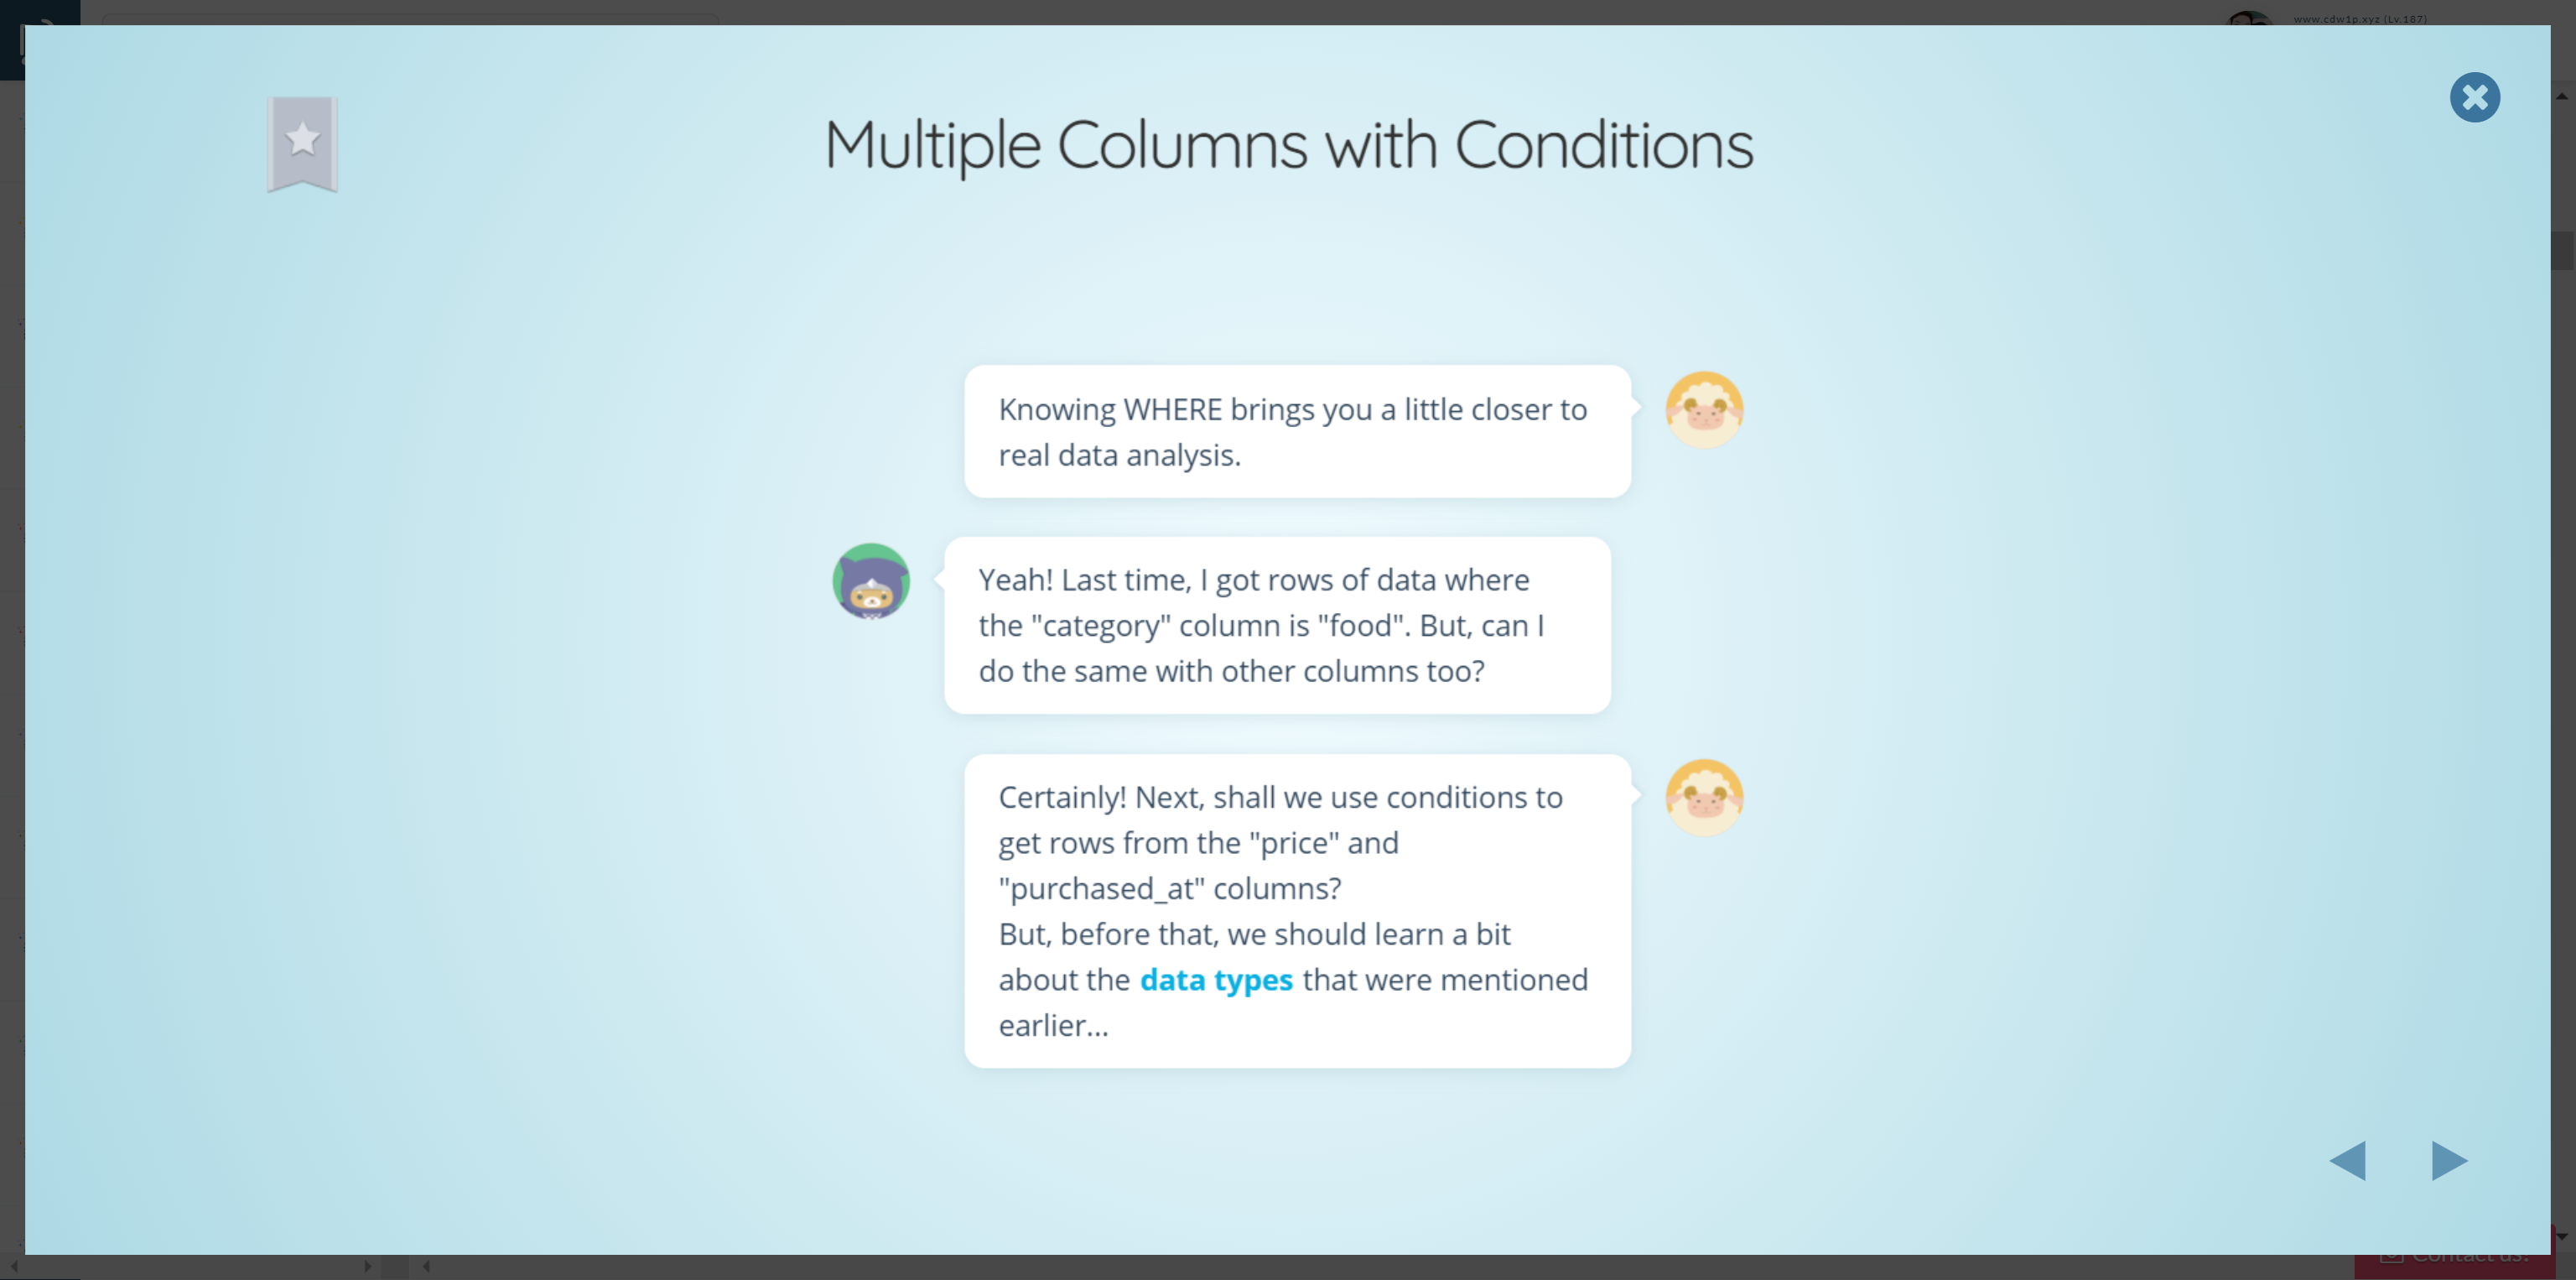 www.cdw1p.xyz (Lv.187)
Multiple Columns with Conditions
Knowing WHERE brings you a little closer to
real data analysis.
Yeah! Last time, I got rows of data where
the "category" column is "food". But, can I
do the same with other columns too?
Certainly! Next, shall we use conditions to
get rows from the "price" and
"purchased_at" columns?
But, before that, we should learn a bit
about the data types that were mentioned
earlier...
Contact us!